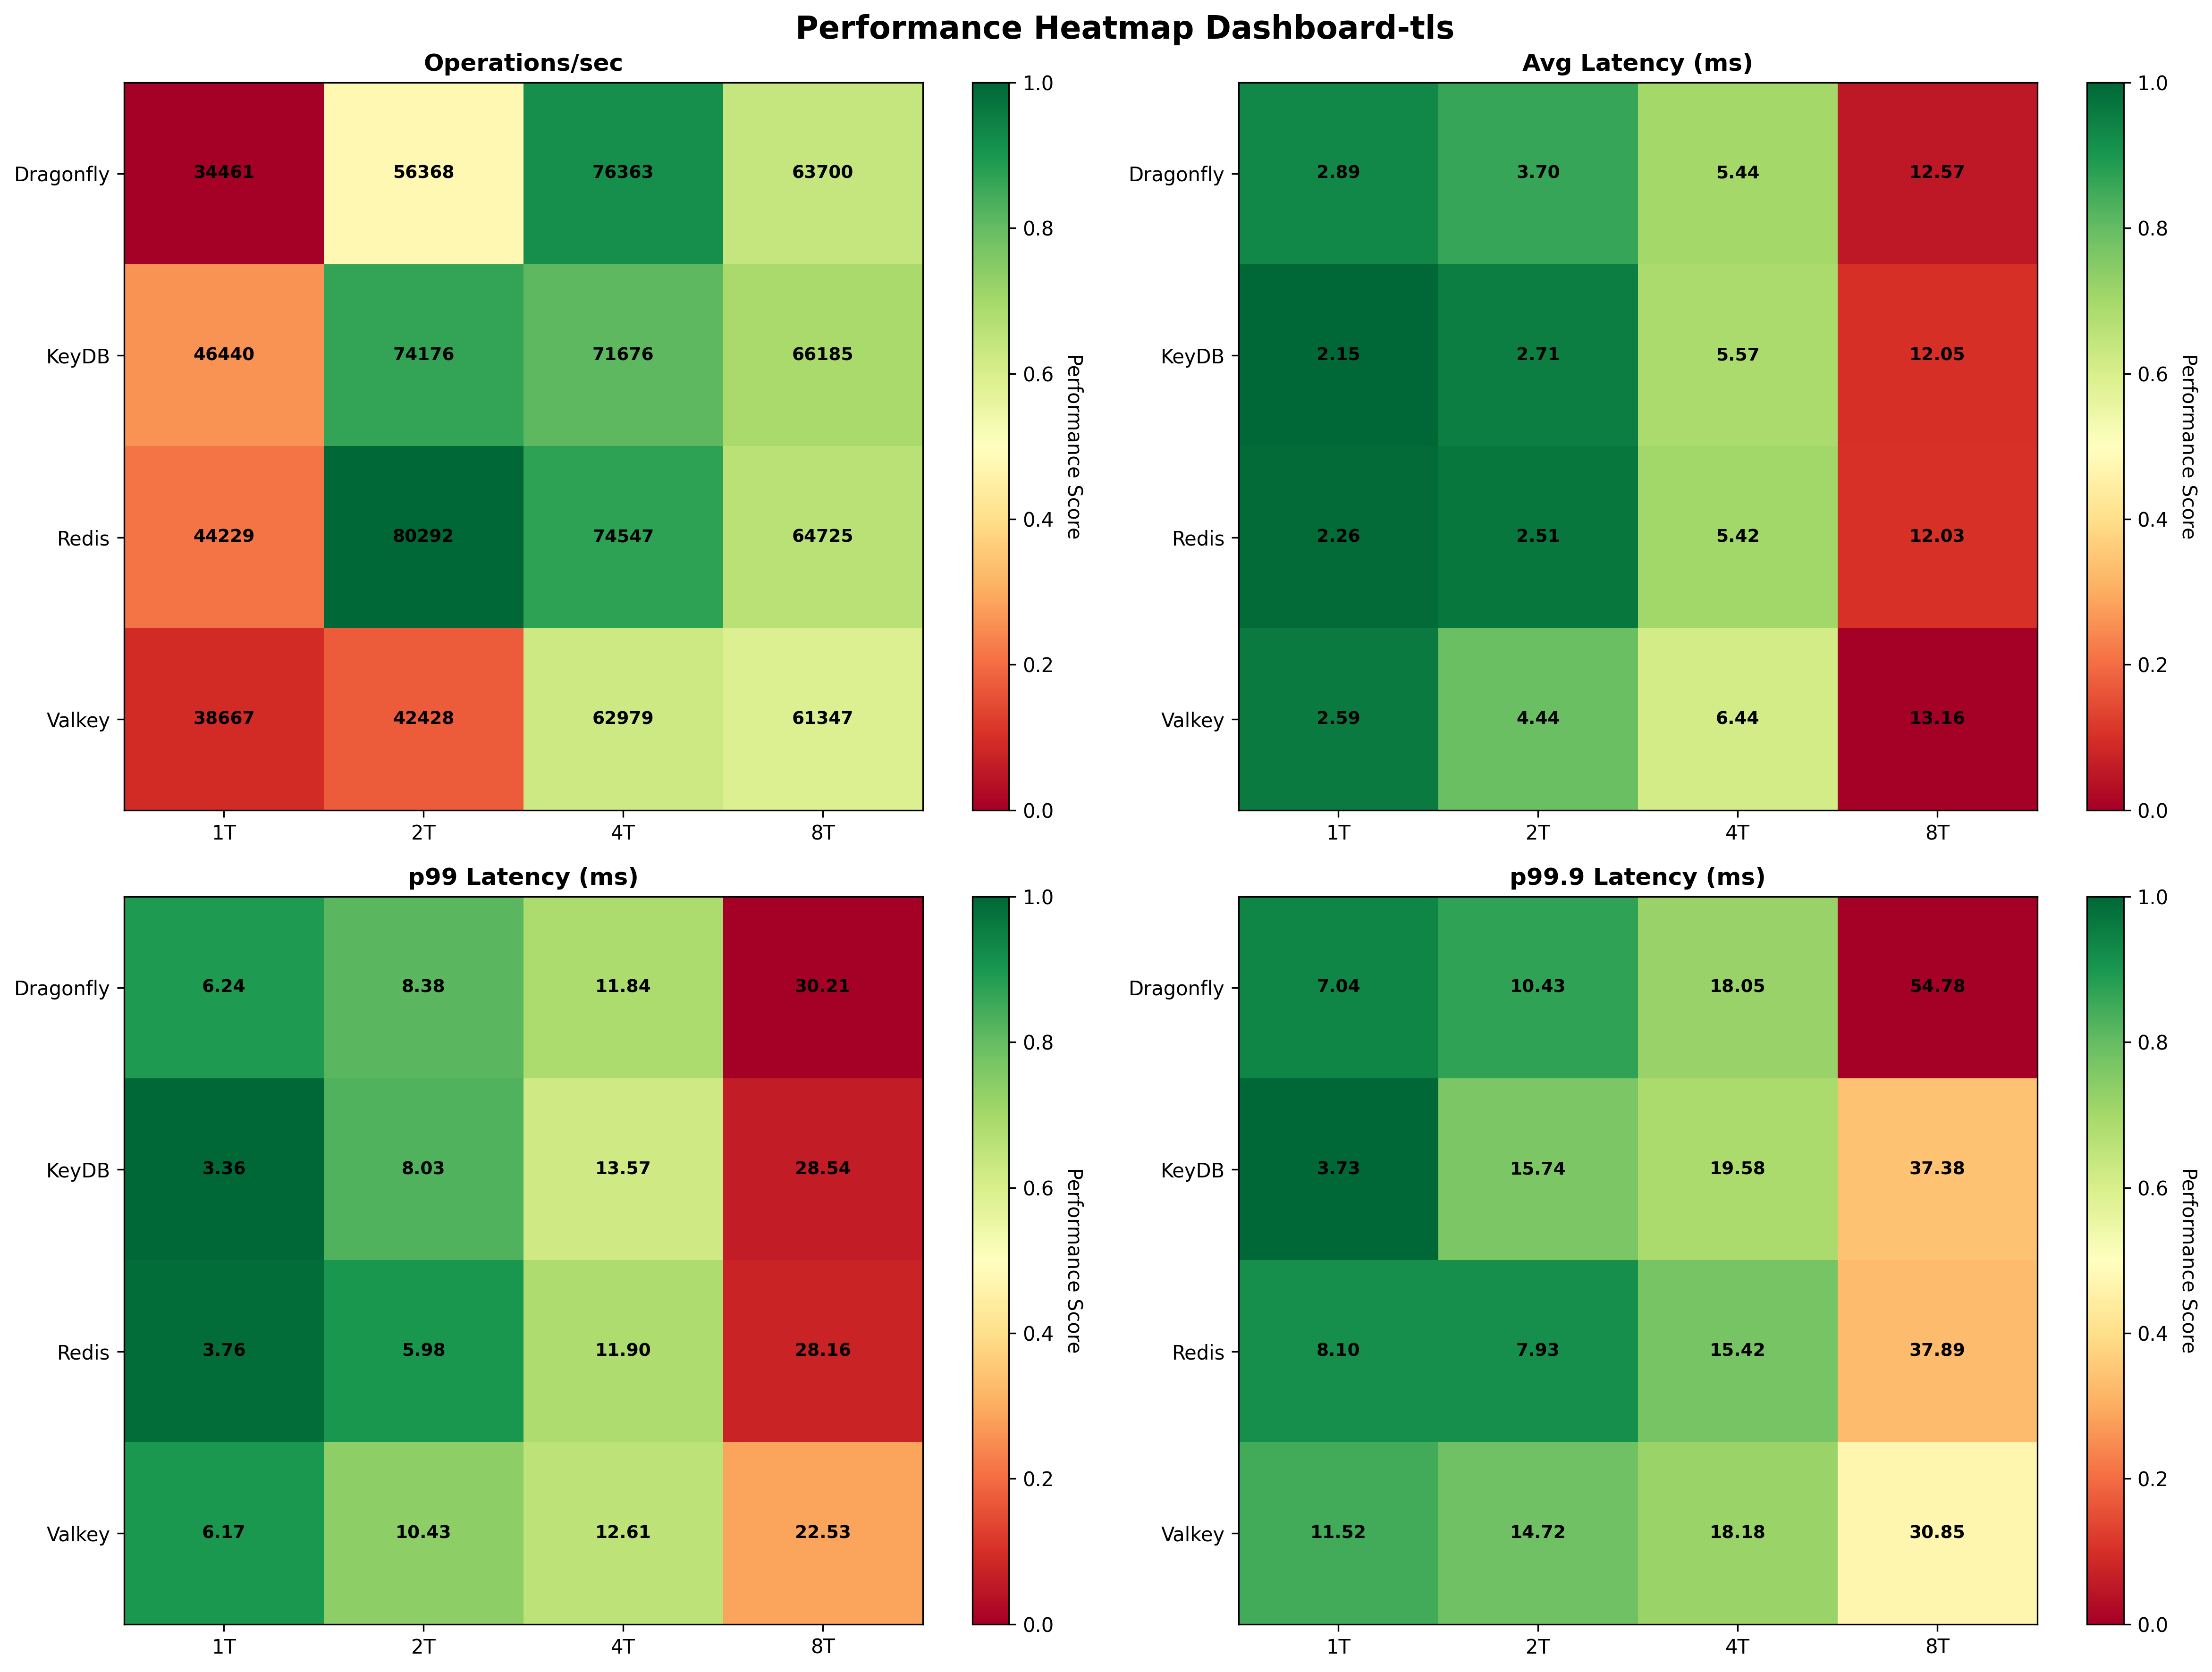 Performance Heatmap Dashboard-tls
Operations/sec
Dragonfly 34461 56368 76363 63700
KeyDB 46440 74176 71676 66185
Redis 44229 80292 74547 64725
Valkey 38667 42428 62979 61347
1T 2T 4T 8T
1.0
0.8
0.6
0.4
0.2
0.0
Performance Score
Avg Latency (ms)
Dragonfly 2.89 3.70 5.44 12.57
KeyDB 2.15 2.71 5.57 12.05
Redis 2.26 2.51 5.42 12.03
Valkey 2.59 4.44 6.44 13.16
1T 2T 4T 8T
1.0
0.8
0.6
0.4
0.2
0.0
Performance Score
p99 Latency (ms)
Dragonfly 6.24 8.38 11.84 30.21
KeyDB 3.36 8.03 13.57 28.54
Redis 3.76 5.98 11.90 28.16
Valkey 6.17 10.43 12.61 22.53
1T 2T 4T 8T
1.0
0.8
0.6
0.4
0.2
0.0
Performance Score
p99.9 Latency (ms)
Dragonfly 7.04 10.43 18.05 54.78
KeyDB 3.73 15.74 19.58 37.38
Redis 8.10 7.93 15.42 37.89
Valkey 11.52 14.72 18.18 30.85
1T 2T 4T 8T
1.0
0.8
0.6
0.4
0.2
0.0
Performance Score